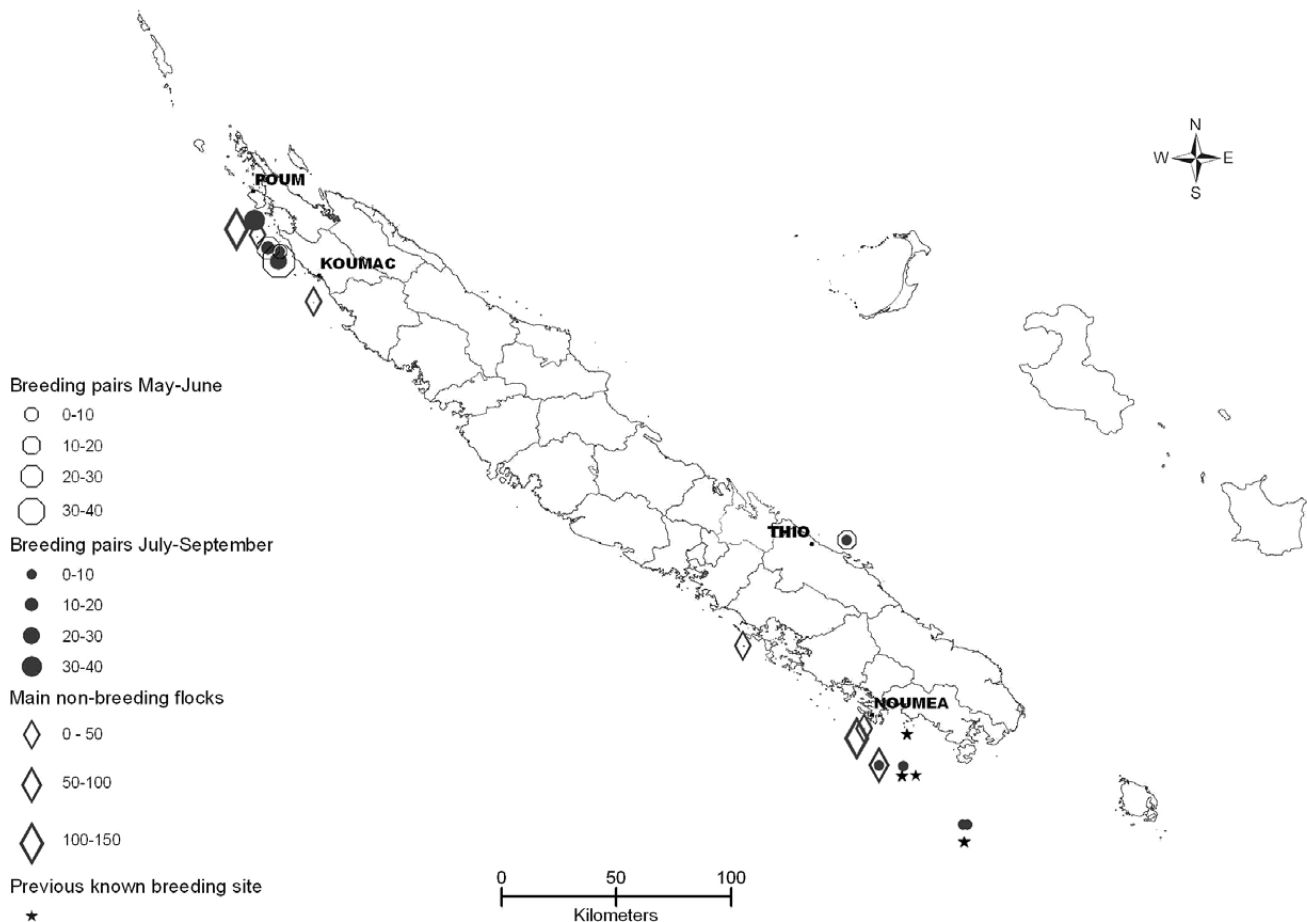 N
W E
S
POUM
KOUMAC
Breeding pairs May-June
0-10
10-20
20-30
30-40
Breeding pairs July-September
0-10
10-20
20-30
30-40
Main non-breeding flocks
0 - 50
50-100
100-150
Previous known breeding site
THIO
NOUMEA
0 50 100
Kilometers